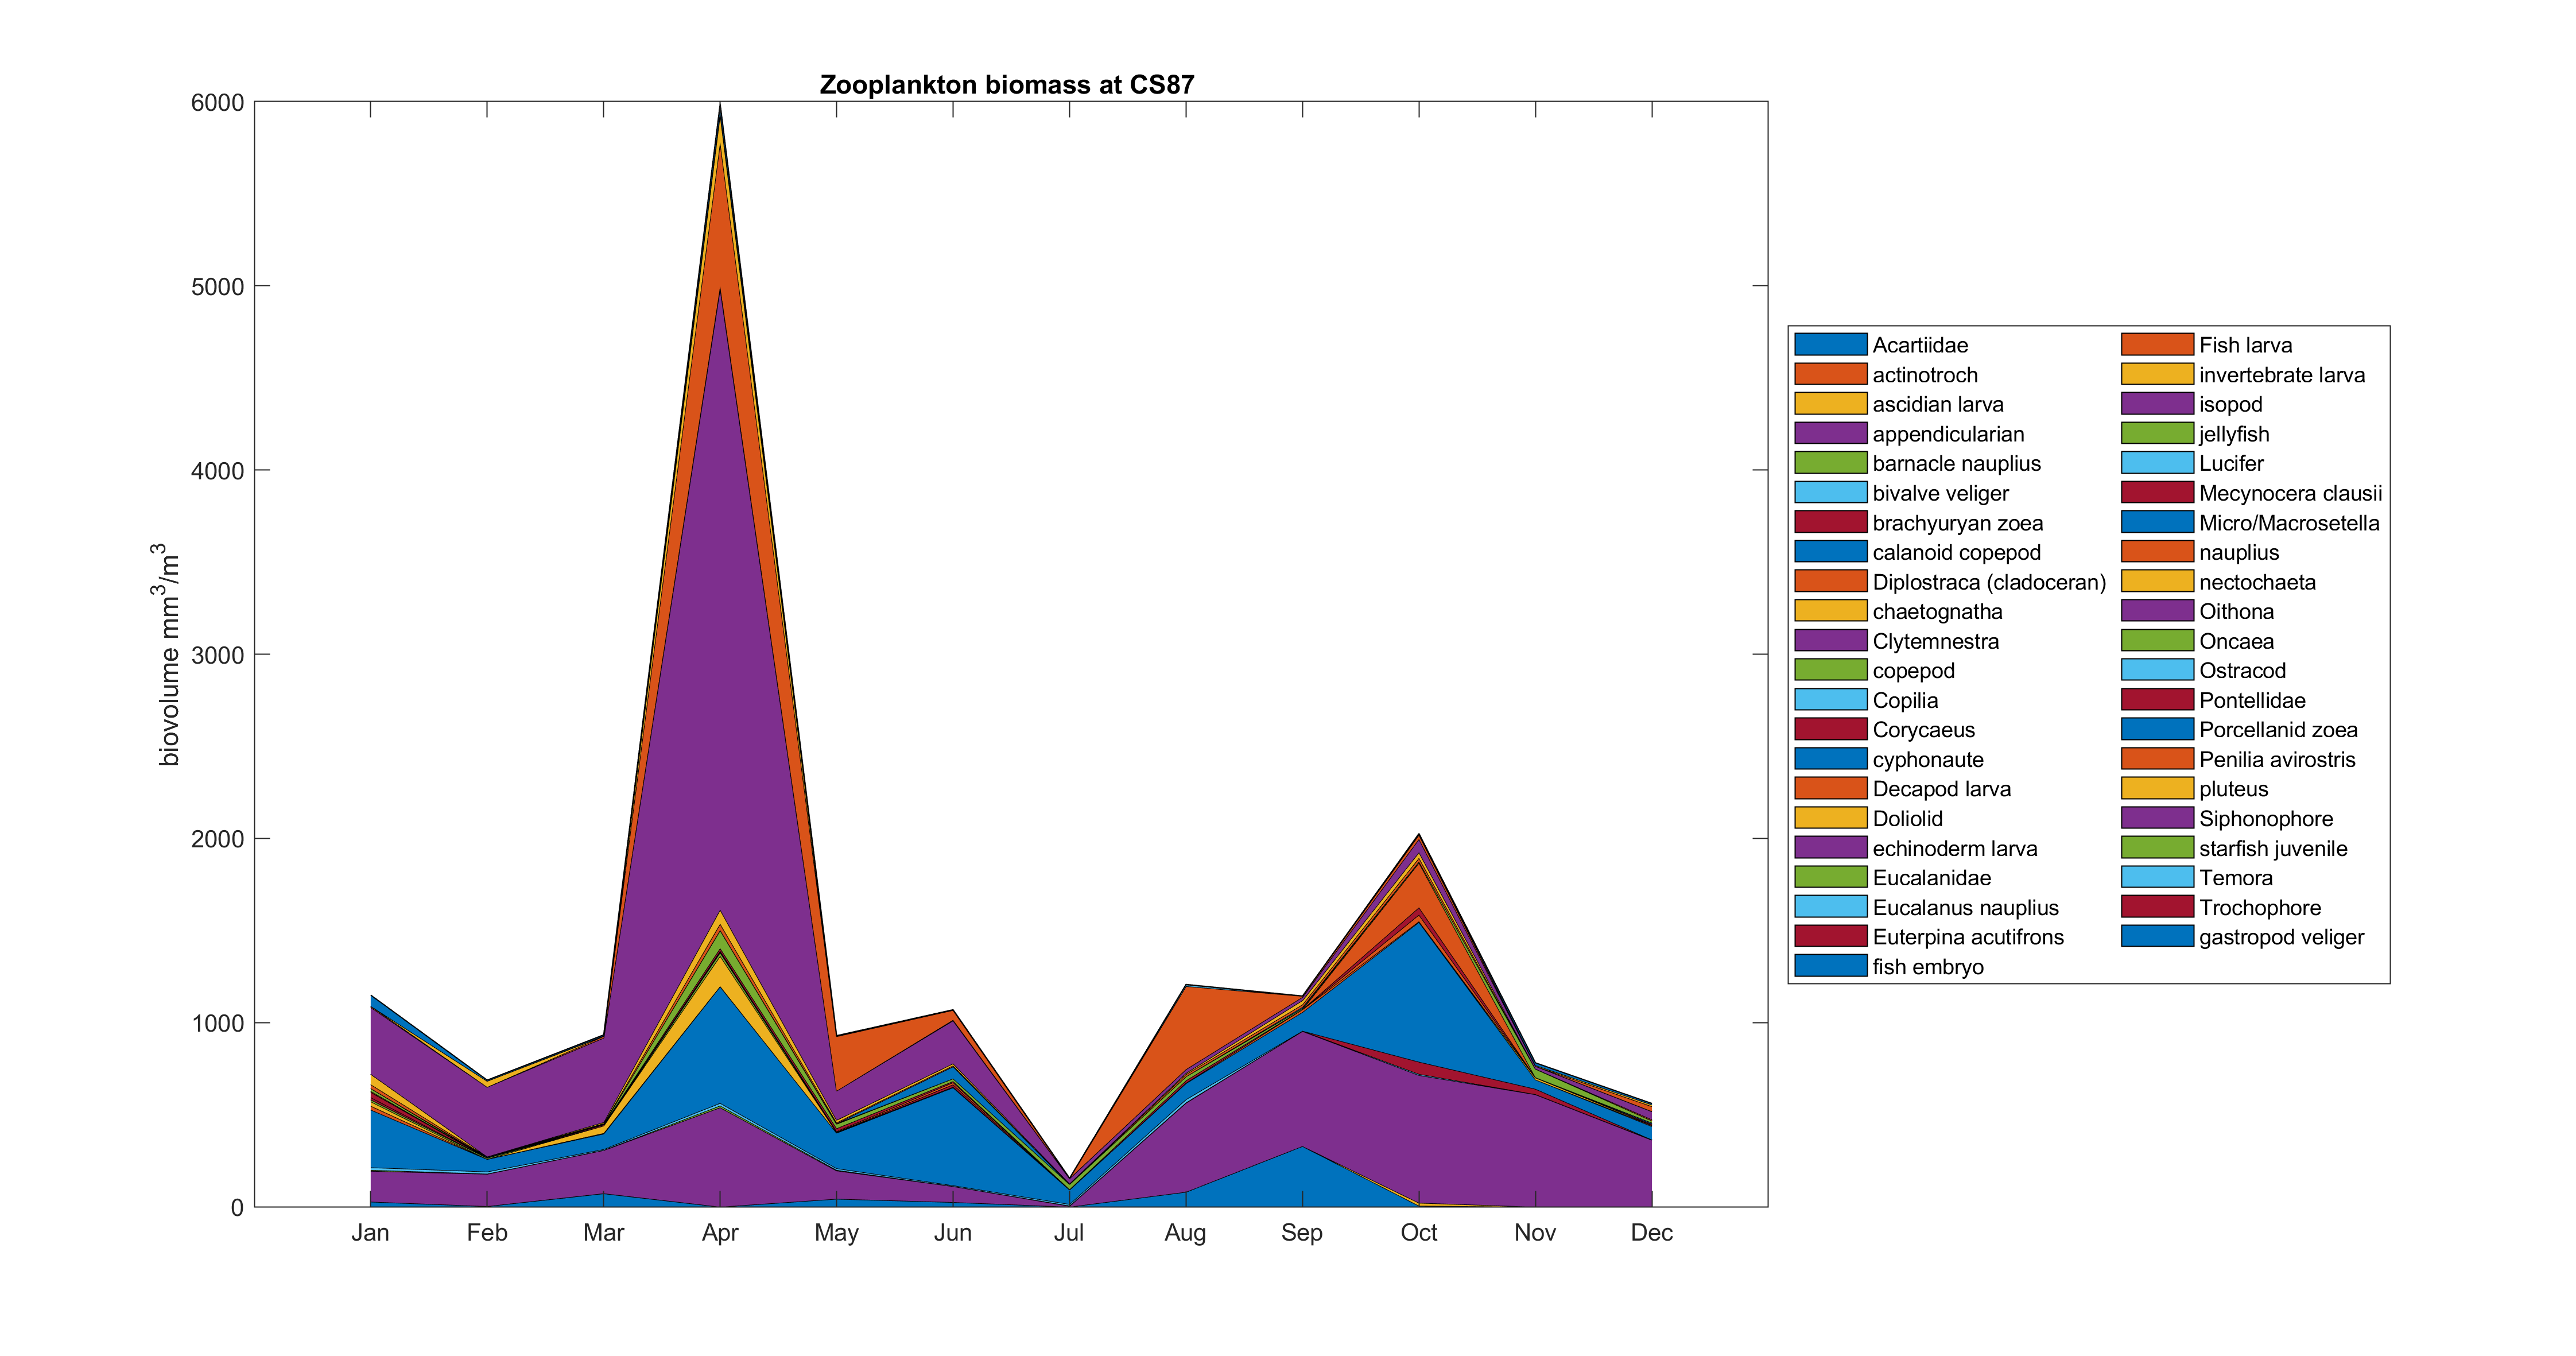 Zooplankton biomass at CS87
6000
5000
4000
3000
2000
1000
0
biovolume mm³/m³
Jan Feb Mar Apr May Jun Jul Aug Sep Oct Nov Dec
Acartiidae
actinotroch
ascidian larva
appendicularian
barnacle nauplius
bivalve veliger
brachyuryan zoea
calanoid copepod
Diplostraca (cladoceran)
chaetognatha
Clytemnestra
copepod
Copilia
Corycaeus
cyphonaute
Decapod larva
Doliolid
echinoderm larva
Eucalanidae
Eucalanus nauplius
Euterpina acutifrons
fish embryo
Fish larva
invertebrate larva
isopod
jellyfish
Lucifer
Mecynocera clausii
Micro/Macrosetella
nauplius
nectochaeta
Oithona
Oncaea
Ostracod
Pontellidae
Porcellanid zoea
Penilia avirostris
pluteus
Siphonophore
starfish juvenile
Temora
Trochophore
gastropod veliger